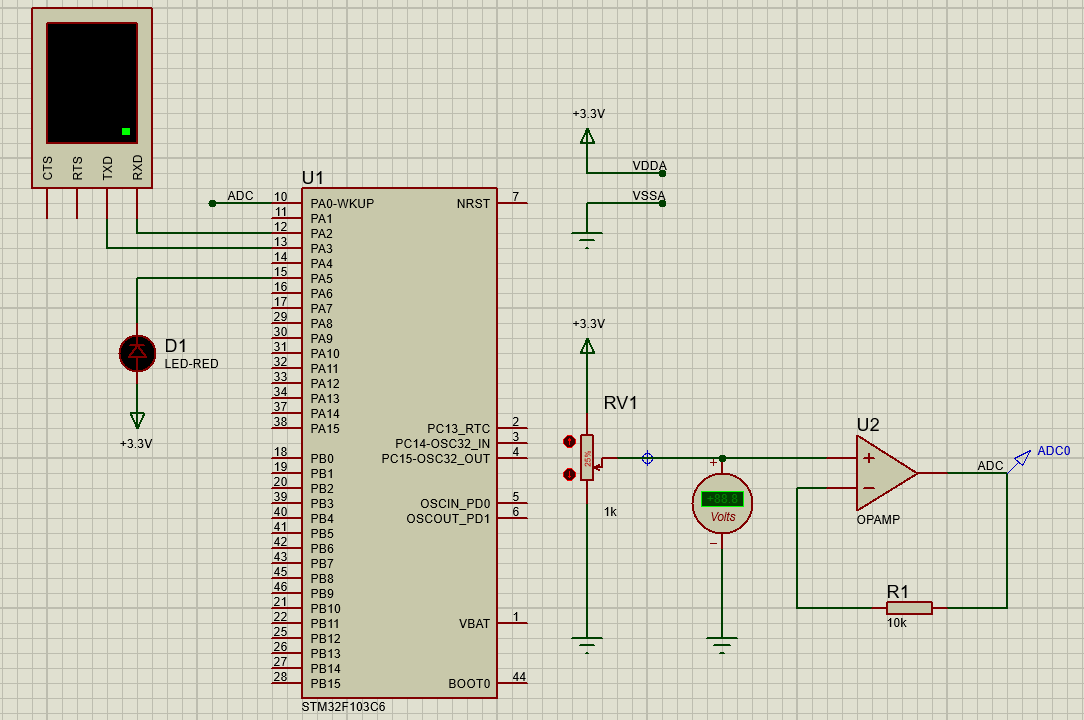 CTS
RTS
TXD
RXD
U1
ADC
10 PA0-WKUP
11 PA1
12 PA2
13 PA3
14 PA4
15 PA5
16 PA6
17 PA7
29 PA8
30 PA9
31 PA10
32 PA11
33 PA12
34 PA13
37 PA14
38 PA15
18 PB0
19 PB1
20 PB2
39 PB3
40 PB4
41 PB5
42 PB6
43 PB7
45 PB8
46 PB9
21 PB10
22 PB11
25 PB12
26 PB13
27 PB14
28 PB15
NRST 7
PC13_RTC 2
PC14-OSC32_IN 3
PC15-OSC32_OUT 4
OSCIN_PD0 5
OSCOUT_PD1 6
VBAT 1
BOOT0 44
STM32F103C6
D1
LED-RED
+3.3V
+3.3V
VDDA
VSSA
+3.3V
RV1
25%
1k
+
+88.8
Volts
−
U2
+
−
OPAMP
ADC
ADC0
R1
10k